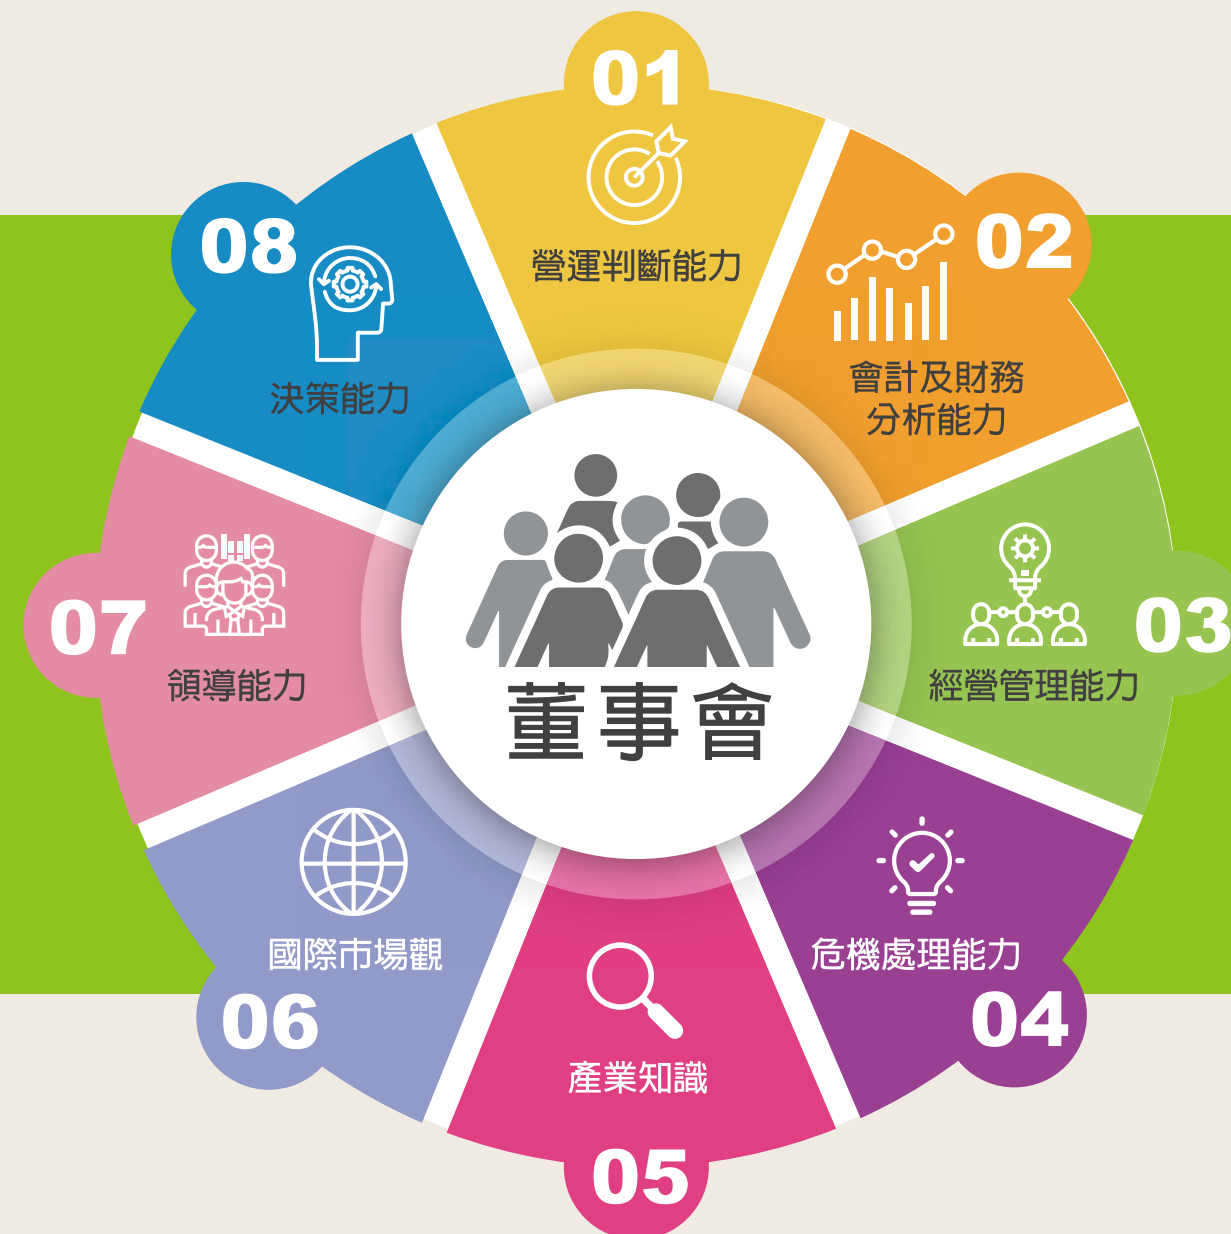 01
營運判斷能力
02
會計及財務
分析能力
03
經營管理能力
04
危機處理能力
05
產業知識
06
國際市場觀
07
領導能力
08
決策能力
董事會